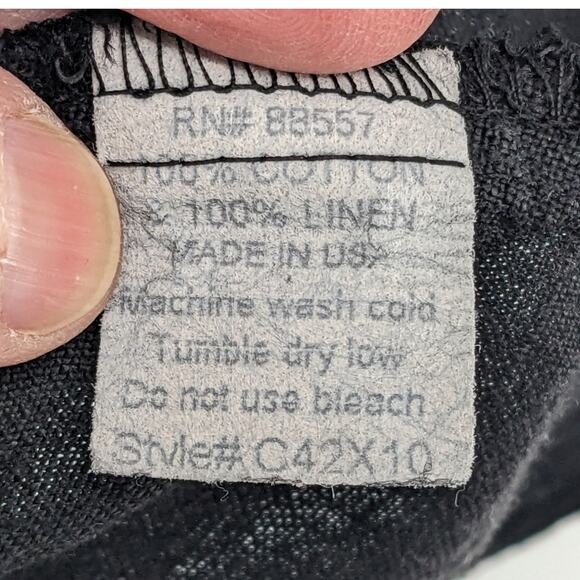 RN# 88557
100% COTTON
& 100% LINEN
MADE IN USA
Machine wash cold
Tumble dry low
Do not use bleach
Style# C42X10